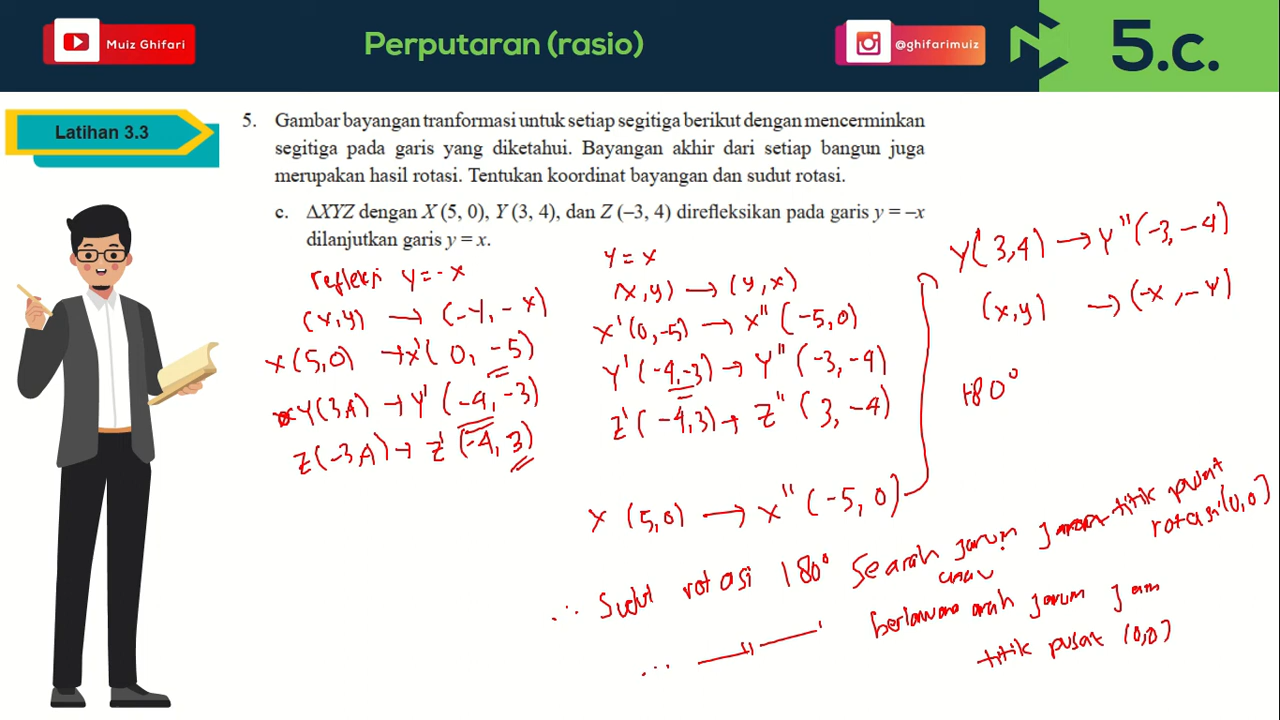 Muiz Ghifari
Perputaran (rasio)
@ghifarimuiz
5.c.
Latihan 3.3
5. Gambar bayangan tranformasi untuk setiap segitiga berikut dengan mencerminkan
segitiga pada garis yang diketahui. Bayangan akhir dari setiap bangun juga
merupakan hasil rotasi. Tentukan koordinat bayangan dan sudut rotasi.
c. ΔXYZ dengan X (5, 0), Y (3, 4), dan Z (–3, 4) direfleksikan pada garis y = –x
dilanjutkan garis y = x.
refleksi y = -x
(x,y) → (-y, -x)
X(5,0) → X' (0, -5)
Y(3,4) → Y' (-4, -3)
Z(-3,4) → Z' (-4, 3)
y = x
(x,y) → (y,x)
X'(0,-5) → X'' (-5,0)
Y'(-4,-3) → Y'' (-3,-4)
Z'(-4,3) → Z'' (3,-4)
X (5,0) → X'' (-5,0)
Y(3,4) → Y''(-3,-4)
(x,y) → (-x,-y)
180°
∴ Sudut rotasi 180° searah jarum jam titik pusat
rotasi (0,0)
atau
∴ —"— berlawanan arah jarum jam
titik pusat (0,0)